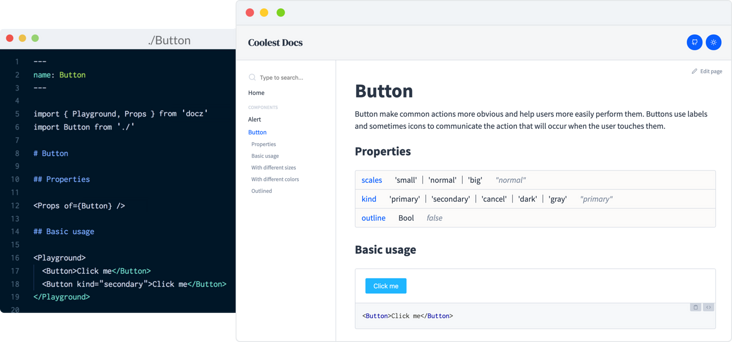 ./Button
1 ---
2 name: Button
3 ---
4
5 import { Playground, Props } from 'docz'
6 import Button from './'
7
8 # Button
9
10 ## Properties
11
12 <Props of={Button} />
13
14 ## Basic usage
15
16 <Playground>
17 <Button>Click me</Button>
18 <Button kind="secondary">Click me</Button>
19 </Playground>
20
Coolest Docs
Type to search...
Home
COMPONENTS
Alert
Button
Properties
Basic usage
With different sizes
With different colors
Outlined
Edit page
Button
Button make common actions more obvious and help users more easily perform them. Buttons use labels
and sometimes icons to communicate the action that will occur when the user touches them.
Properties
scales 'small' | 'normal' | 'big' "normal"
kind 'primary' | 'secondary' | 'cancel' | 'dark' | 'gray' "primary"
outline Bool false
Basic usage
Click me
<Button>Click me</Button>